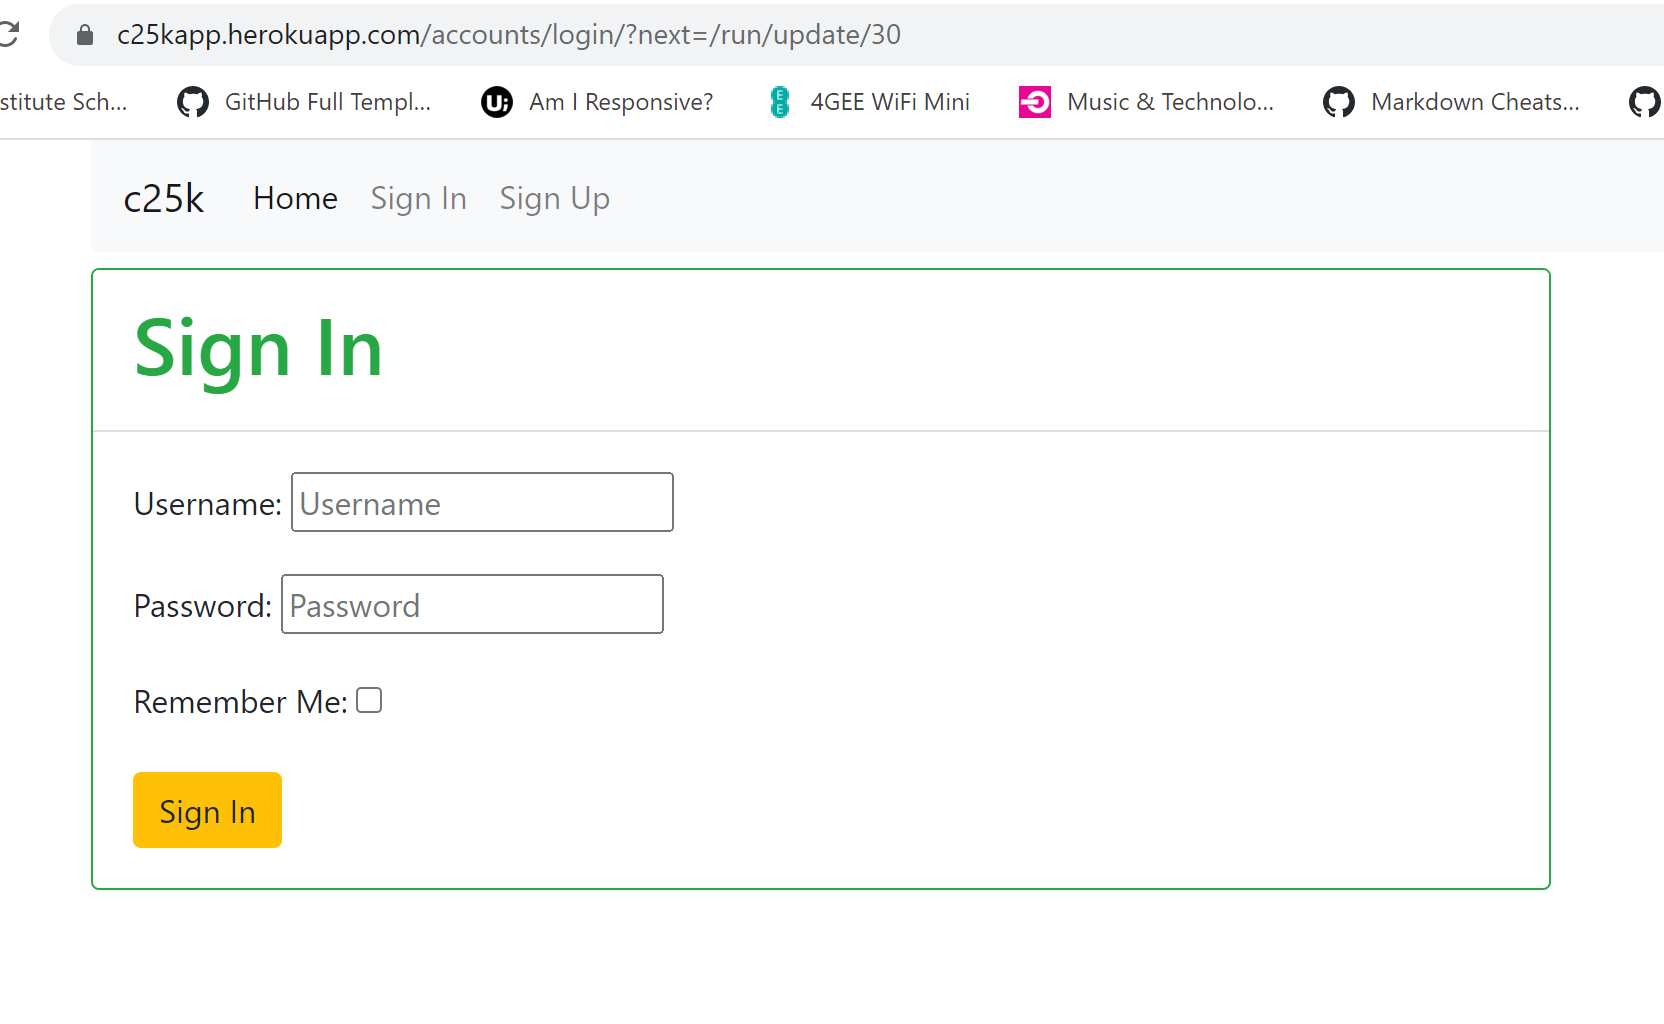 c25kapp.herokuapp.com/accounts/login/?next=/run/update/30
stitute Sch... GitHub Full Templ... Ui Am I Responsive? EE 4GEE WiFi Mini Music & Technolo... Markdown Cheats...
c25k Home Sign In Sign Up
Sign In
Username: Username
Password: Password
Remember Me:
Sign In